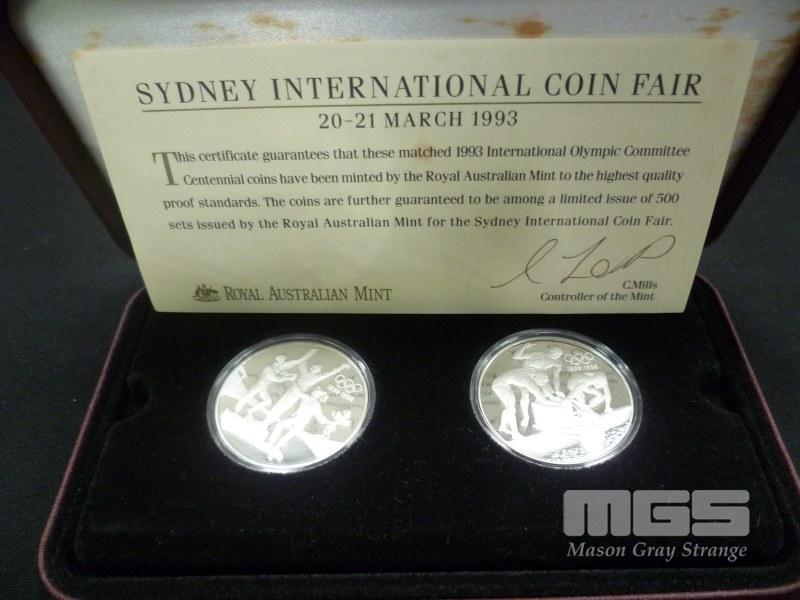 SYDNEY INTERNATIONAL COIN FAIR
20-21 MARCH 1993
This certificate guarantees that these matched 1993 International Olympic Committee
Centennial coins have been minted by the Royal Australian Mint to the highest quality
proof standards. The coins are further guaranteed to be among a limited issue of 500
sets issued by the Royal Australian Mint for the Sydney International Coin Fair.
ROYAL AUSTRALIAN MINT
C.Mills
Controller of the Mint
MGS
Mason Gray Strange